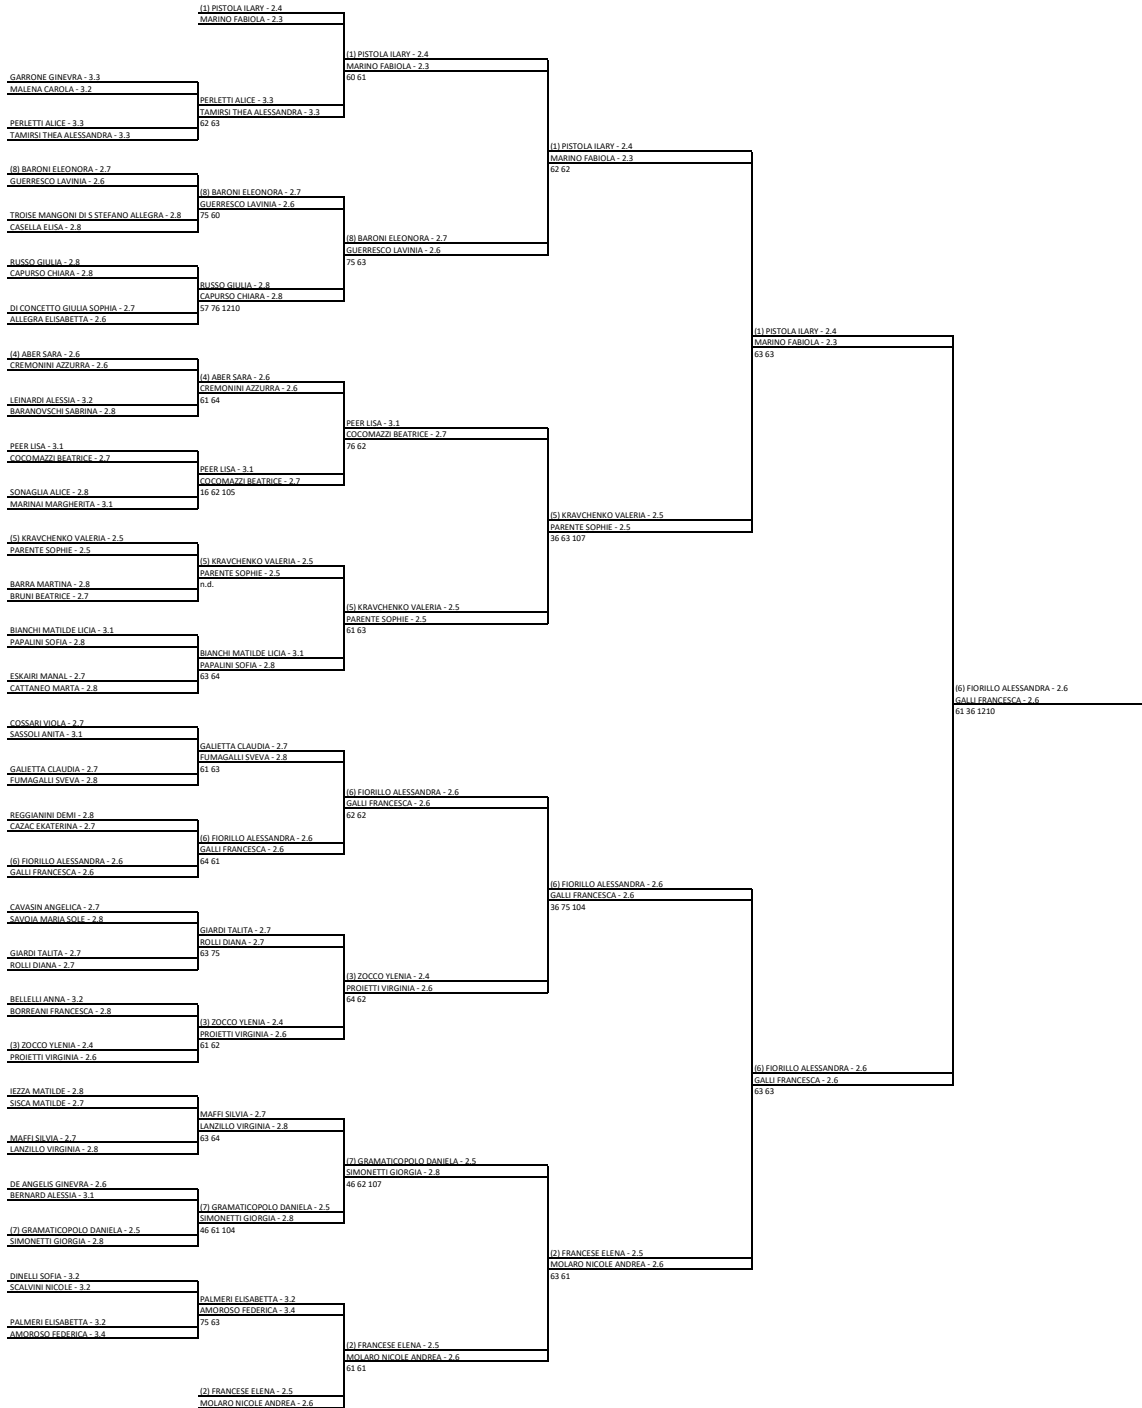 (1) PISTOLA ILARY - 2.4
MARINO FABIOLA - 2.3
(1) PISTOLA ILARY - 2.4
MARINO FABIOLA - 2.3
60 61
GARRONE GINEVRA - 3.3
MALENA CAROLA - 3.2
PERLETTI ALICE - 3.3
TAMIRSI THEA ALESSANDRA - 3.3
62 63
PERLETTI ALICE - 3.3
TAMIRSI THEA ALESSANDRA - 3.3
(1) PISTOLA ILARY - 2.4
MARINO FABIOLA - 2.3
62 62
(8) BARONI ELEONORA - 2.7
GUERRESCO LAVINIA - 2.6
(8) BARONI ELEONORA - 2.7
GUERRESCO LAVINIA - 2.6
75 60
TROISE MANGONI DI S STEFANO ALLEGRA - 2.8
CASELLA ELISA - 2.8
(8) BARONI ELEONORA - 2.7
GUERRESCO LAVINIA - 2.6
75 63
RUSSO GIULIA - 2.8
CAPURSO CHIARA - 2.8
RUSSO GIULIA - 2.8
CAPURSO CHIARA - 2.8
57 76 1210
DI CONCETTO GIULIA SOPHIA - 2.7
ALLEGRA ELISABETTA - 2.6
(1) PISTOLA ILARY - 2.4
MARINO FABIOLA - 2.3
63 63
(4) ABER SARA - 2.6
CREMONINI AZZURRA - 2.6
(4) ABER SARA - 2.6
CREMONINI AZZURRA - 2.6
61 64
LEINARDI ALESSIA - 3.2
BARANOVSCHI SABRINA - 2.8
PEER LISA - 3.1
COCOMAZZI BEATRICE - 2.7
76 62
PEER LISA - 3.1
COCOMAZZI BEATRICE - 2.7
PEER LISA - 3.1
COCOMAZZI BEATRICE - 2.7
16 62 105
SONAGLIA ALICE - 2.8
MARINAI MARGHERITA - 3.1
(5) KRAVCHENKO VALERIA - 2.5
PARENTE SOPHIE - 2.5
36 63 107
(5) KRAVCHENKO VALERIA - 2.5
PARENTE SOPHIE - 2.5
(5) KRAVCHENKO VALERIA - 2.5
PARENTE SOPHIE - 2.5
n.d.
BARRA MARTINA - 2.8
BRUNI BEATRICE - 2.7
(5) KRAVCHENKO VALERIA - 2.5
PARENTE SOPHIE - 2.5
61 63
BIANCHI MATILDE LICIA - 3.1
PAPALINI SOFIA - 2.8
BIANCHI MATILDE LICIA - 3.1
PAPALINI SOFIA - 2.8
63 64
ESKAIRI MANAL - 2.7
CATTANEO MARTA - 2.8
(6) FIORILLO ALESSANDRA - 2.6
GALLI FRANCESCA - 2.6
61 36 1210
COSSARI VIOLA - 2.7
SASSOLI ANITA - 3.1
GALIETTA CLAUDIA - 2.7
FUMAGALLI SVEVA - 2.8
61 63
GALIETTA CLAUDIA - 2.7
FUMAGALLI SVEVA - 2.8
(6) FIORILLO ALESSANDRA - 2.6
GALLI FRANCESCA - 2.6
62 62
REGGIANINI DEMI - 2.8
CAZAC EKATERINA - 2.7
(6) FIORILLO ALESSANDRA - 2.6
GALLI FRANCESCA - 2.6
64 61
(6) FIORILLO ALESSANDRA - 2.6
GALLI FRANCESCA - 2.6
(6) FIORILLO ALESSANDRA - 2.6
GALLI FRANCESCA - 2.6
36 75 104
CAVASIN ANGELICA - 2.7
SAVOIA MARIA SOLE - 2.8
GIARDI TALITA - 2.7
ROLLI DIANA - 2.7
63 75
GIARDI TALITA - 2.7
ROLLI DIANA - 2.7
(3) ZOCCO YLENIA - 2.4
PROIETTI VIRGINIA - 2.6
64 62
BELLELLI ANNA - 3.2
BORREANI FRANCESCA - 2.8
(3) ZOCCO YLENIA - 2.4
PROIETTI VIRGINIA - 2.6
61 62
(3) ZOCCO YLENIA - 2.4
PROIETTI VIRGINIA - 2.6
(6) FIORILLO ALESSANDRA - 2.6
GALLI FRANCESCA - 2.6
63 63
IEZZA MATILDE - 2.8
SISCA MATILDE - 2.7
MAFFI SILVIA - 2.7
LANZILLO VIRGINIA - 2.8
63 64
MAFFI SILVIA - 2.7
LANZILLO VIRGINIA - 2.8
(7) GRAMATICOPOLO DANIELA - 2.5
SIMONETTI GIORGIA - 2.8
46 62 107
DE ANGELIS GINEVRA - 2.6
BERNARD ALESSIA - 3.1
(7) GRAMATICOPOLO DANIELA - 2.5
SIMONETTI GIORGIA - 2.8
46 61 104
(7) GRAMATICOPOLO DANIELA - 2.5
SIMONETTI GIORGIA - 2.8
(2) FRANCESE ELENA - 2.5
MOLARO NICOLE ANDREA - 2.6
63 61
DINELLI SOFIA - 3.2
SCALVINI NICOLE - 3.2
PALMERI ELISABETTA - 3.2
AMOROSO FEDERICA - 3.4
75 63
PALMERI ELISABETTA - 3.2
AMOROSO FEDERICA - 3.4
(2) FRANCESE ELENA - 2.5
MOLARO NICOLE ANDREA - 2.6
61 61
(2) FRANCESE ELENA - 2.5
MOLARO NICOLE ANDREA - 2.6